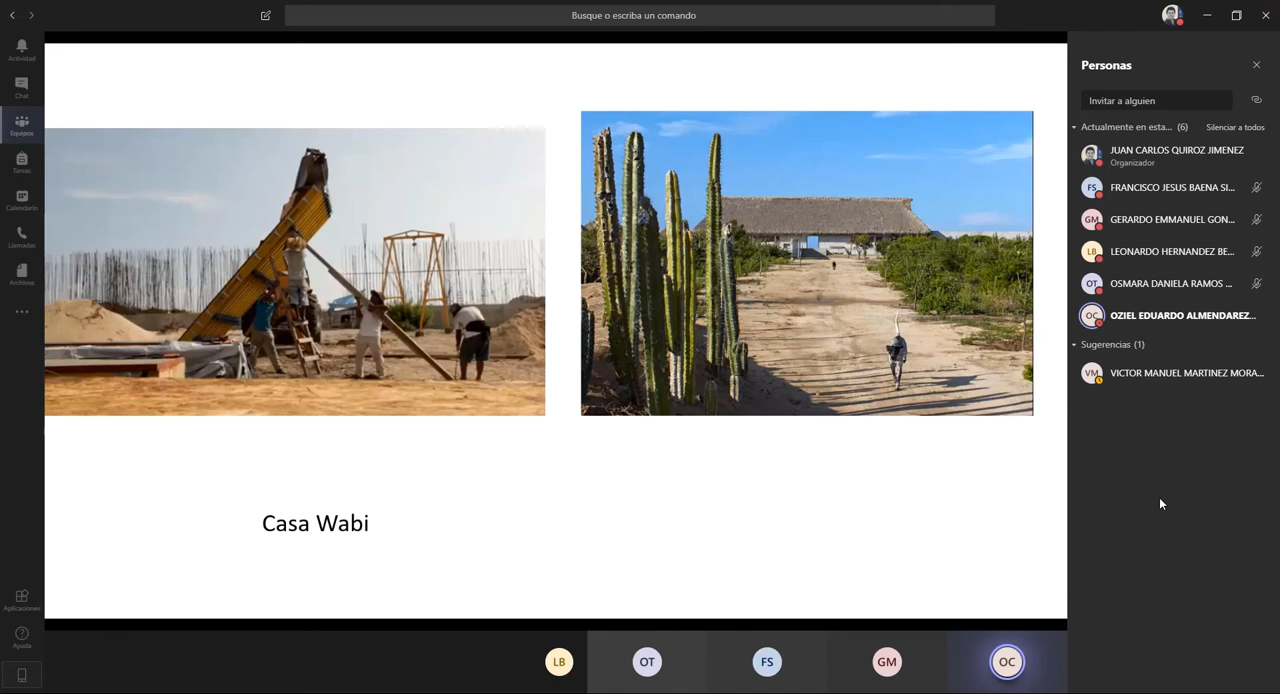 Busque o escriba un comando
Actividad
Chat
Equipos
Tareas
Calendario
Llamadas
Archivos
Aplicaciones
Ayuda
Casa Wabi
LB
OT
FS
GM
OC
Personas
Invitar a alguien
Actualmente en esta... (6)
Silenciar a todos
JUAN CARLOS QUIROZ JIMENEZ
Organizador
FS
FRANCISCO JESUS BAENA SI...
GM
GERARDO EMMANUEL GON...
LB
LEONARDO HERNANDEZ BE...
OT
OSMARA DANIELA RAMOS ...
OC
OZIEL EDUARDO ALMENDAREZ...
Sugerencias (1)
VM
VICTOR MANUEL MARTINEZ MORA...